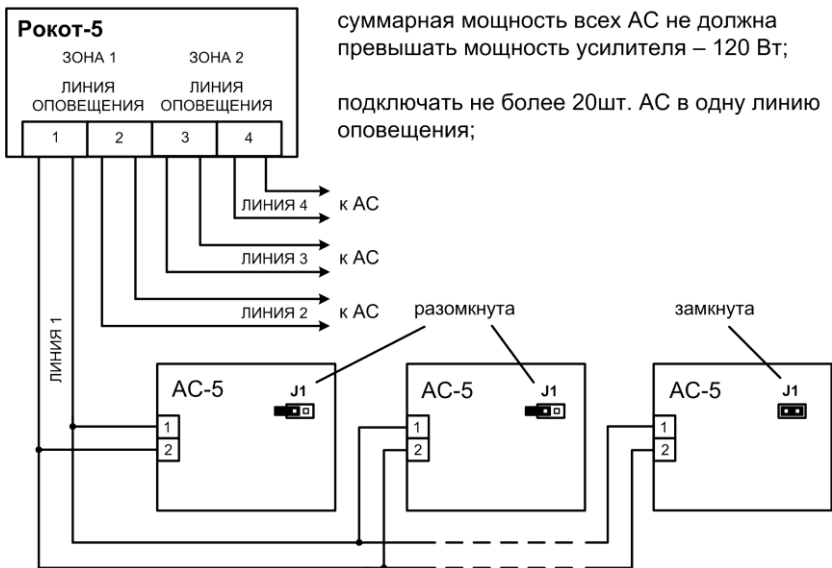 Рокот-5
ЗОНА 1 ЗОНА 2
ЛИНИЯ ОПОВЕЩЕНИЯ
ЛИНИЯ ОПОВЕЩЕНИЯ
1 2 3 4
суммарная мощность всех АС не должна
превышать мощность усилителя – 120 Вт;
подключать не более 20шт. АС в одну линию
оповещения;
ЛИНИЯ 4 к АС
ЛИНИЯ 3 к АС
ЛИНИЯ 2 к АС
ЛИНИЯ 1
разомкнута
замкнута
АС-5 J1
1
2
АС-5 J1
1
2
АС-5 J1
1
2